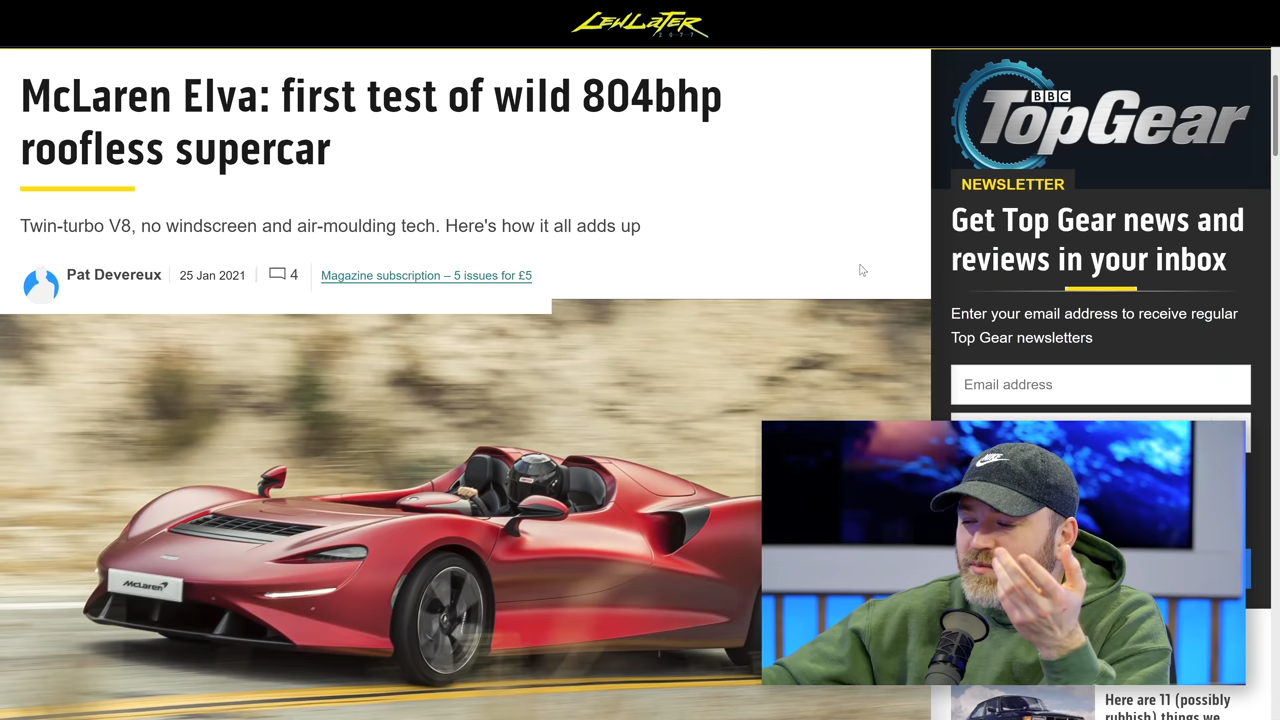 LEWLATER
2077
McLaren Elva: first test of wild 804bhp
roofless supercar
Twin-turbo V8, no windscreen and air-moulding tech. Here's how it all adds up
Pat Devereux
25 Jan 2021
4
Magazine subscription – 5 issues for £5
BBC
TopGear
NEWSLETTER
Get Top Gear news and
reviews in your inbox
Enter your email address to receive regular
Top Gear newsletters
Email address
McLaren
NIKE
Here are 11 (possibly
rubbish) things we